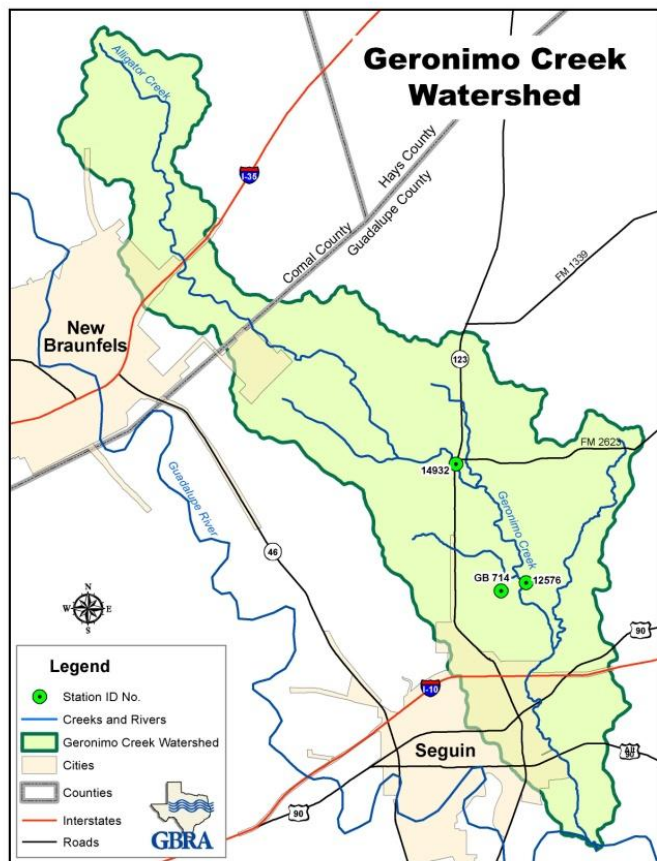 Geronimo Creek
Watershed
Alligator Creek
I-35
Hays County
Comal County
Guadalupe County
FM 1339
New
Braunfels
123
FM 2623
14932
Guadalupe River
Geronimo Creek
46
GB 714
12576
N
W E
S
90
I-10
Seguin
90
90
Legend
Station ID No.
Creeks and Rivers
Geronimo Creek Watershed
Cities
Counties
Interstates
Roads
GBRA